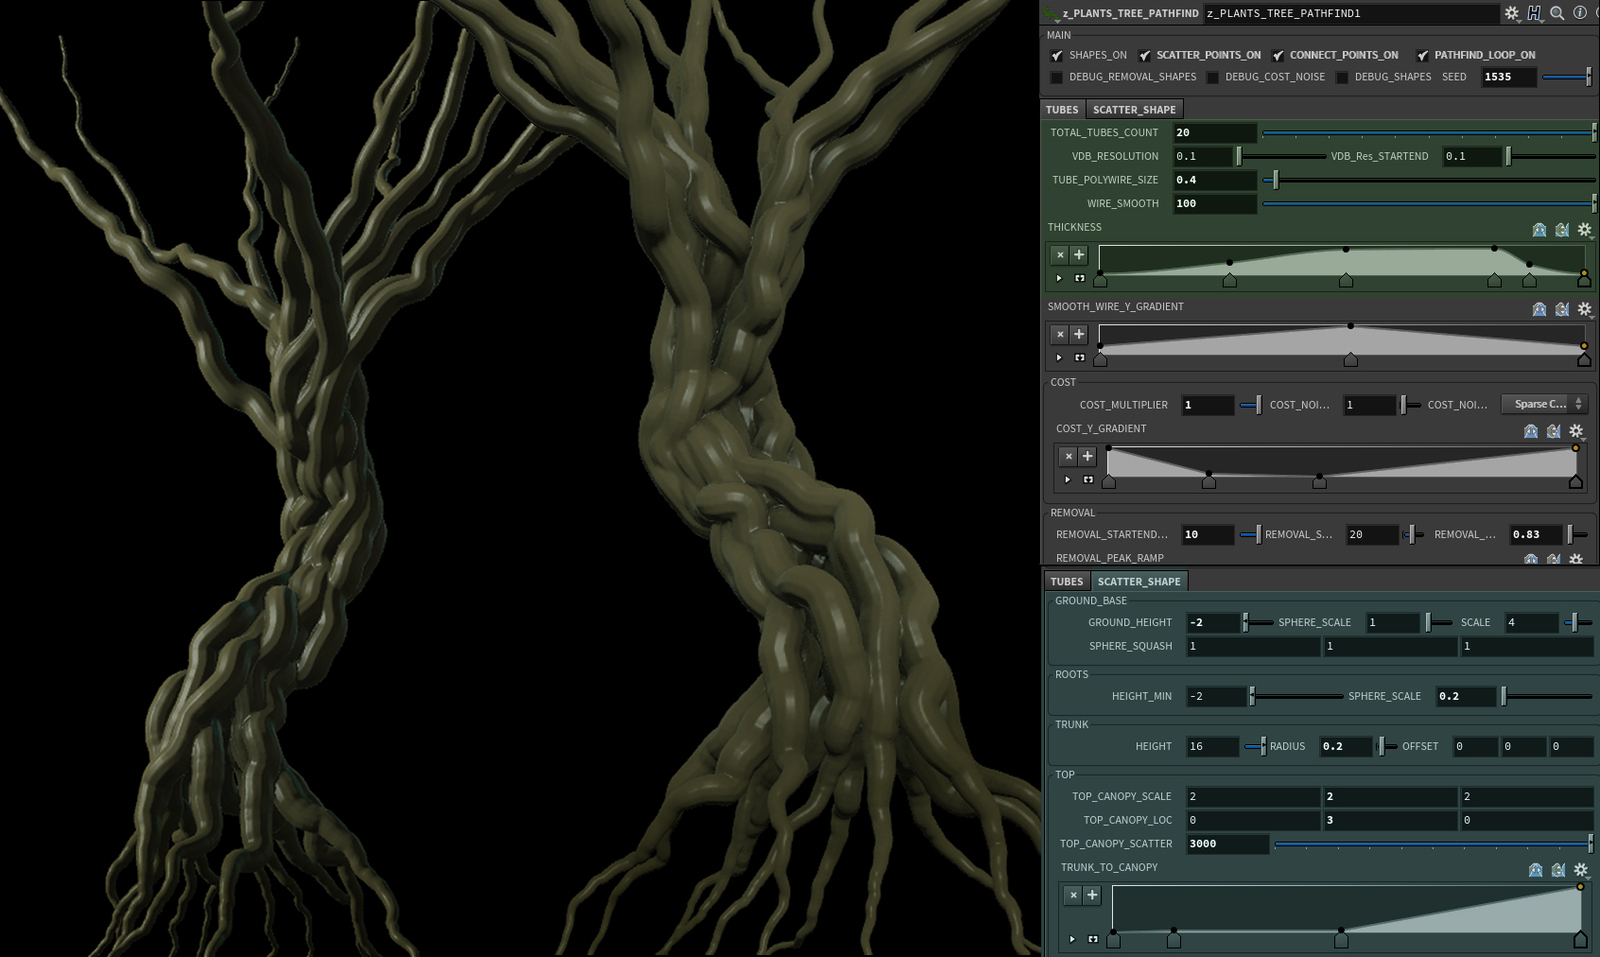 z_PLANTS_TREE_PATHFIND z_PLANTS_TREE_PATHFIND1
MAIN
SHAPES_ON SCATTER_POINTS_ON CONNECT_POINTS_ON PATHFIND_LOOP_ON
DEBUG_REMOVAL_SHAPES DEBUG_COST_NOISE DEBUG_SHAPES SEED 1535
TUBES SCATTER_SHAPE
TOTAL_TUBES_COUNT 20
VDB_RESOLUTION 0.1 VDB_Res_STARTEND 0.1
TUBE_POLYWIRE_SIZE 0.4
WIRE_SMOOTH 100
THICKNESS
SMOOTH_WIRE_Y_GRADIENT
COST
COST_MULTIPLIER 1 COST_NOI... 1 COST_NOI... Sparse C...
COST_Y_GRADIENT
REMOVAL
REMOVAL_STARTEND... 10 REMOVAL_S... 20 REMOVAL_... 0.83
REMOVAL_PEAK_RAMP
TUBES SCATTER_SHAPE
GROUND_BASE
GROUND_HEIGHT -2 SPHERE_SCALE 1 SCALE 4
SPHERE_SQUASH 1 1 1
ROOTS
HEIGHT_MIN -2 SPHERE_SCALE 0.2
TRUNK
HEIGHT 16 RADIUS 0.2 OFFSET 0 0 0
TOP
TOP_CANOPY_SCALE 2 2 2
TOP_CANOPY_LOC 0 3 0
TOP_CANOPY_SCATTER 3000
TRUNK_TO_CANOPY